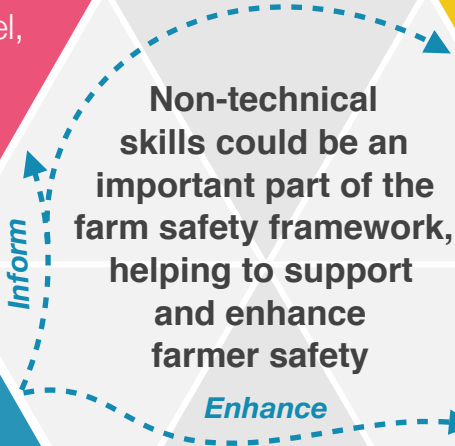 el,
Non-technical
skills could be an
important part of the
farm safety framework,
helping to support
and enhance
farmer safety
Inform
Enhance